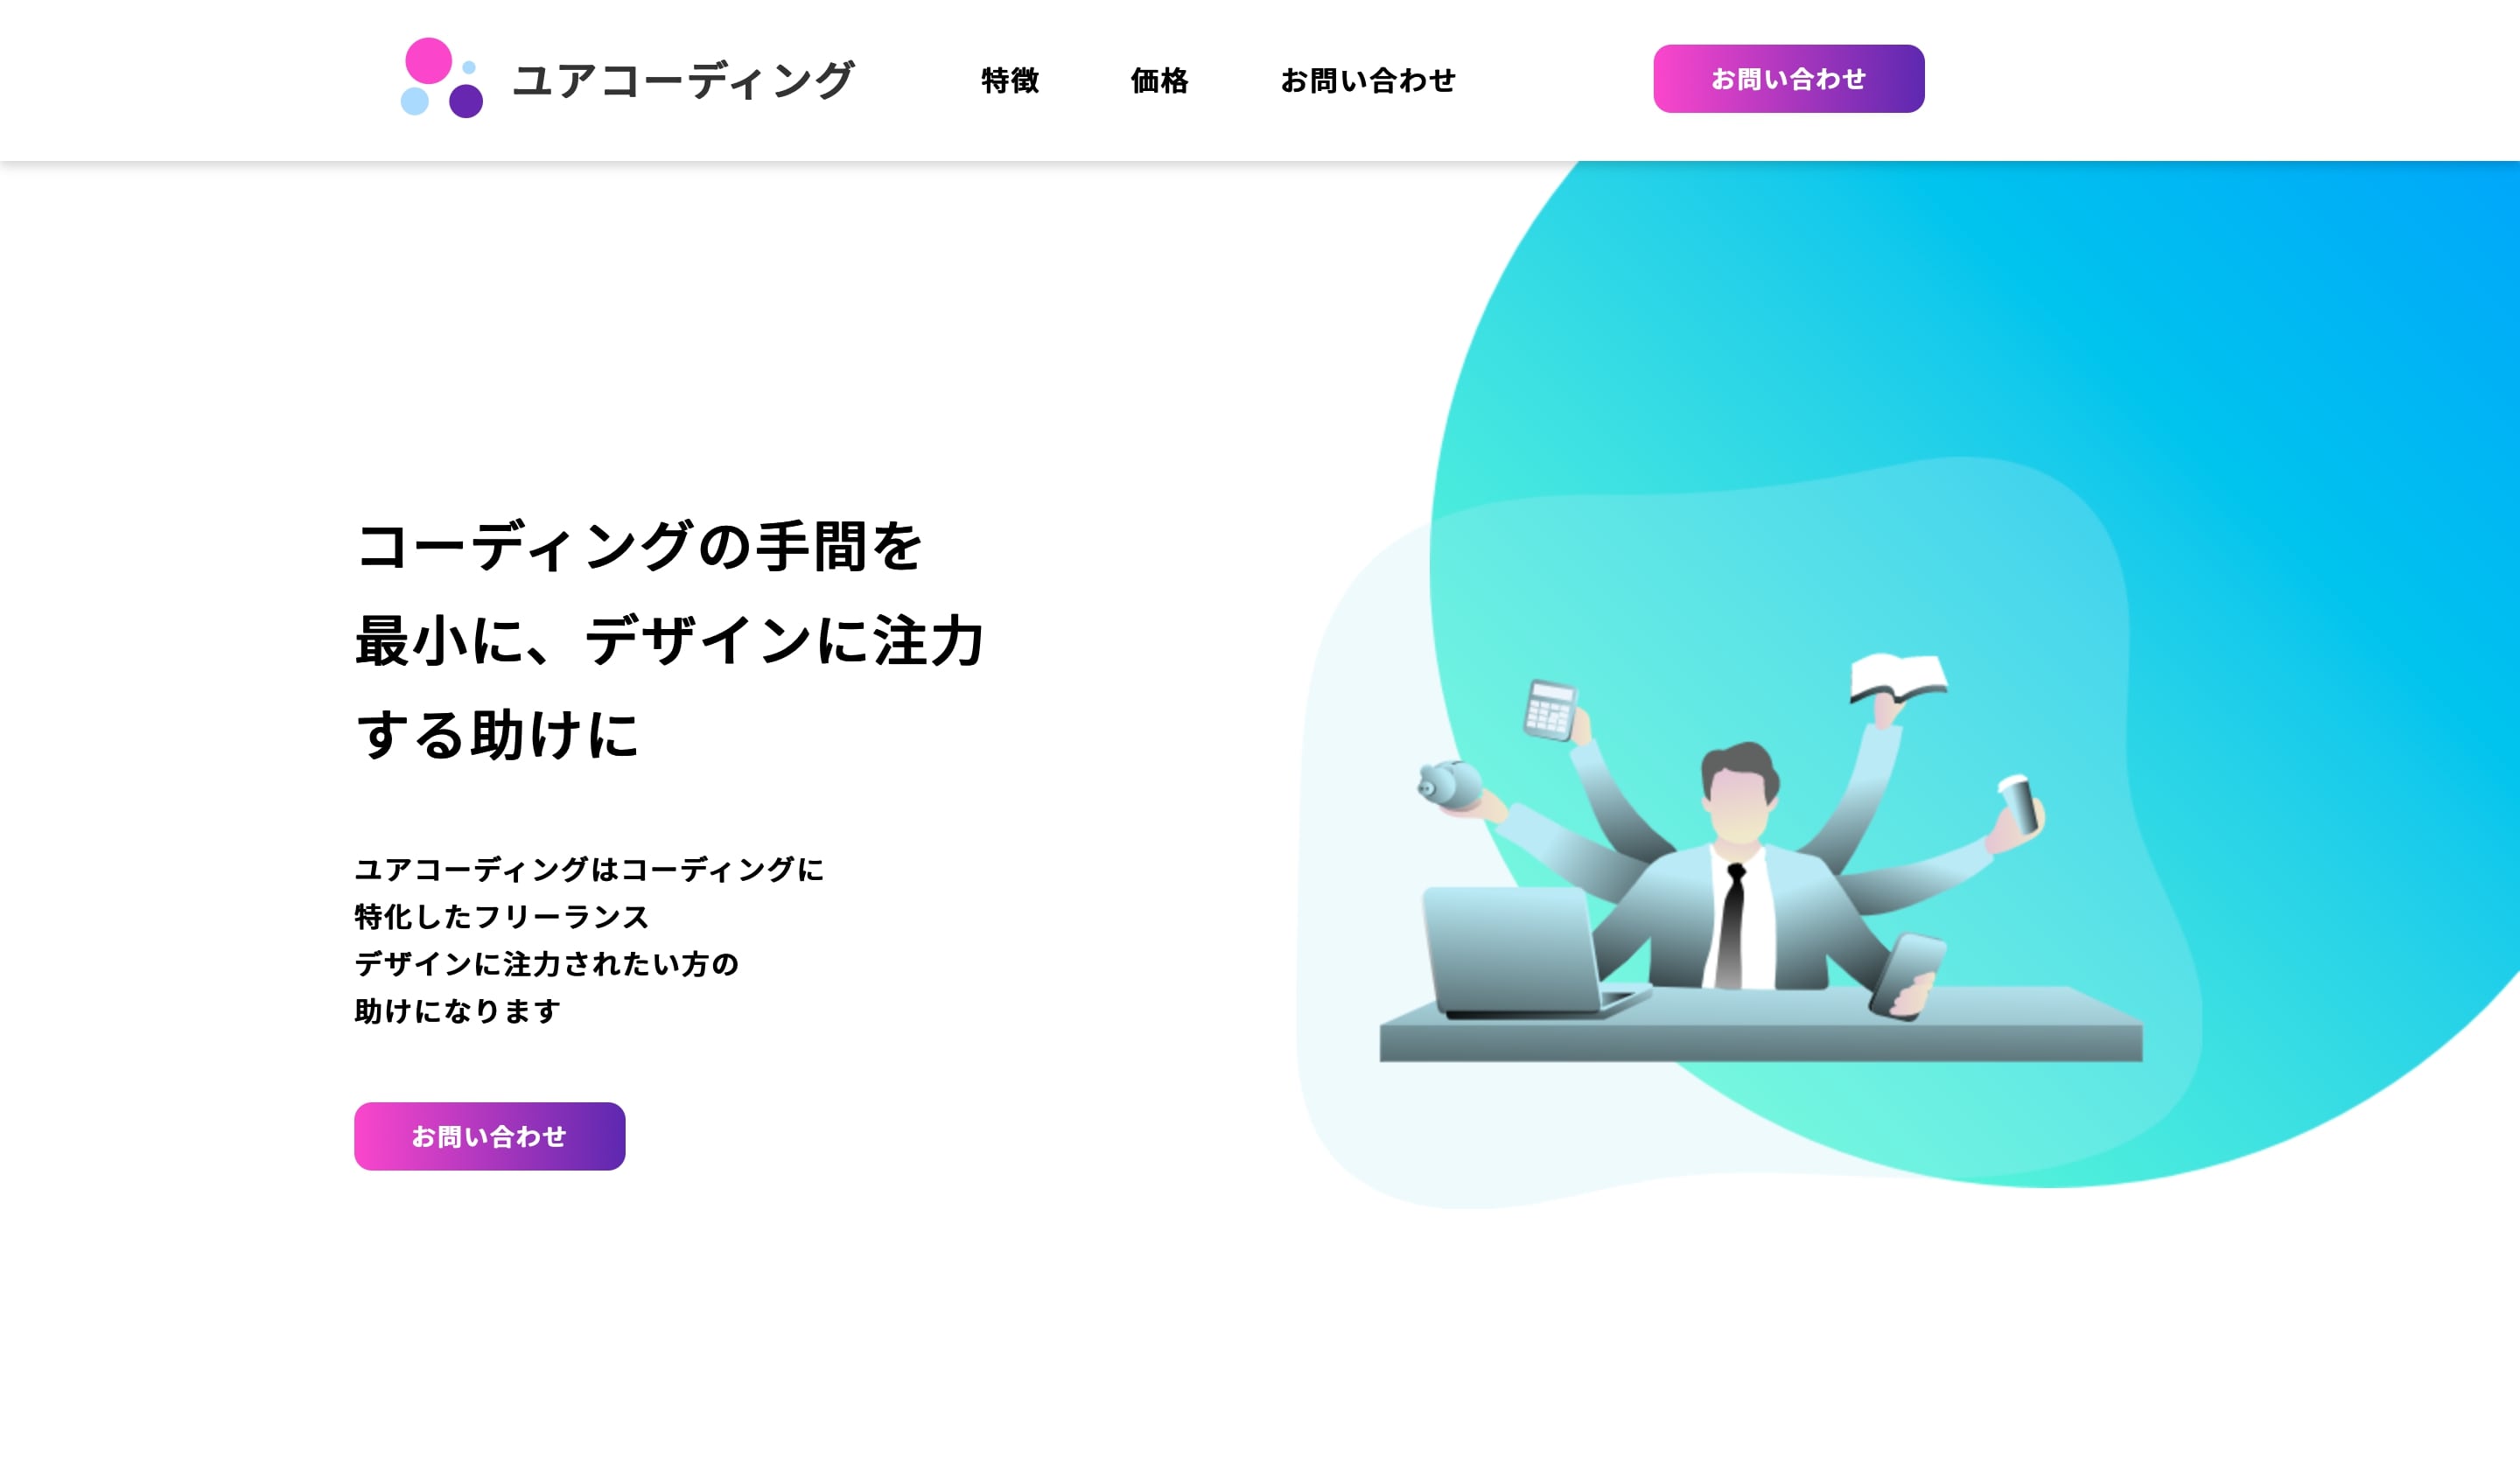 ユアコーディング
特徴
価格
お問い合わせ
お問い合わせ
コーディングの手間を
最小に、デザインに注力
する助けに
ユアコーディングはコーディングに
特化したフリーランス
デザインに注力されたい方の
助けになります
お問い合わせ